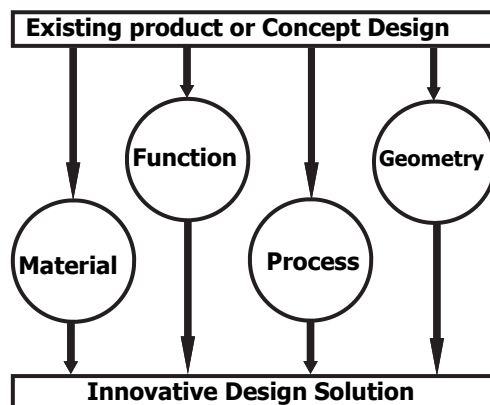 Existing product or Concept Design
Function
Geometry
Material
Process
Innovative Design Solution